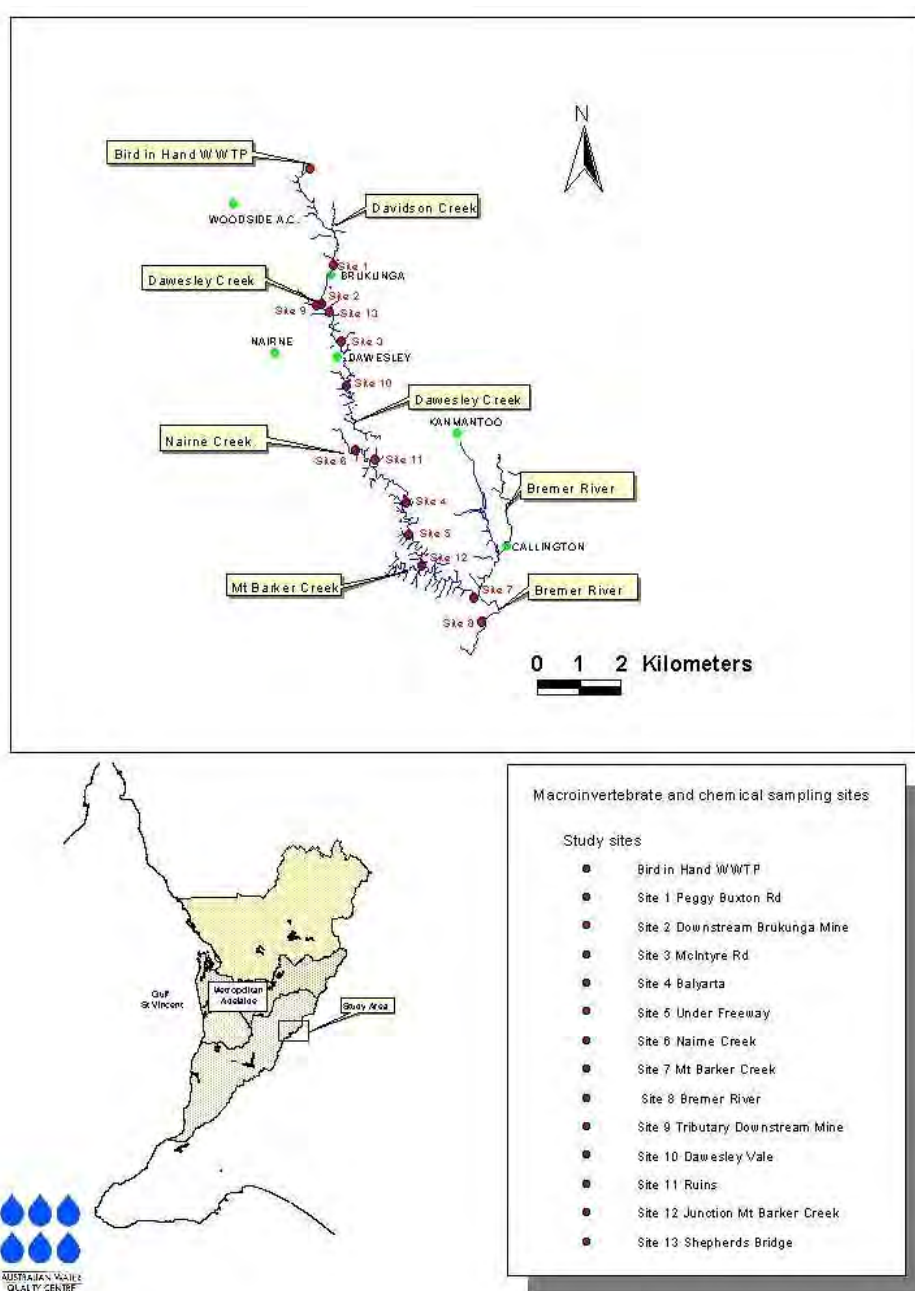 N
Bird in Hand WWTP
WOODSIDE A.C.
Davidson Creek
Site 1
BRUKUNGA
Dawesley Creek
Site 2
Site 9
Site 13
NAIRNE
Site 3
DAWESLEY
Site 10
Dawesley Creek
KANMANTOO
Nairne Creek
Site 6
Site 11
Bremer River
Site 4
Site 5
CALLINGTON
Site 12
Mt Barker Creek
Site 7
Bremer River
Site 8
0 1 2 Kilometers
Gulf
St Vincent
Metropolitan
Adelaide
Study Area
Macroinvertebrate and chemical sampling sites
Study sites
Bird in Hand WWTP
Site 1 Peggy Buxton Rd
Site 2 Downstream Brukunga Mine
Site 3 McIntyre Rd
Site 4 Balyarta
Site 5 Under Freeway
Site 6 Nairne Creek
Site 7 Mt Barker Creek
Site 8 Bremer River
Site 9 Tributary Downstream Mine
Site 10 Dawesley Vale
Site 11 Ruins
Site 12 Junction Mt Barker Creek
Site 13 Shepherds Bridge
AUSTRALIAN WATER
QUALITY CENTRE